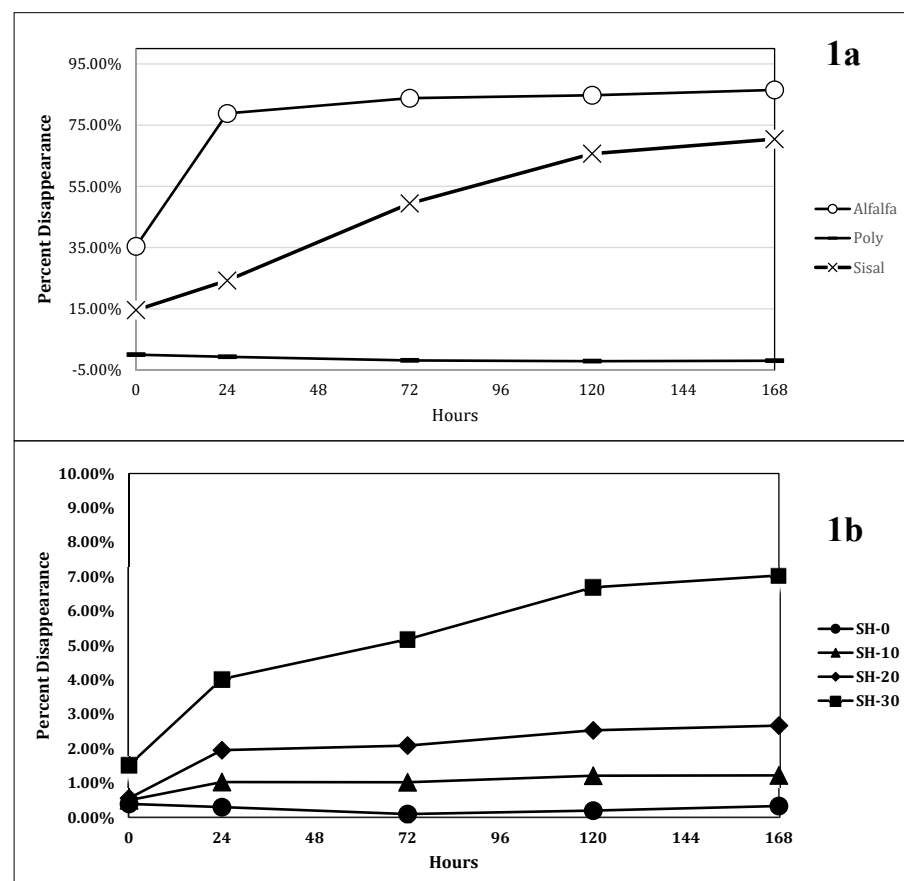 1a
95.00%
75.00%
55.00%
35.00%
15.00%
-5.00%
Percent Disappearance
0 24 48 72 96 120 144 168
Hours
Alfalfa
Poly
Sisal
1b
10.00%
9.00%
8.00%
7.00%
6.00%
5.00%
4.00%
3.00%
2.00%
1.00%
0.00%
Percent Disappearance
0 24 48 72 96 120 144 168
Hours
SH-0
SH-10
SH-20
SH-30